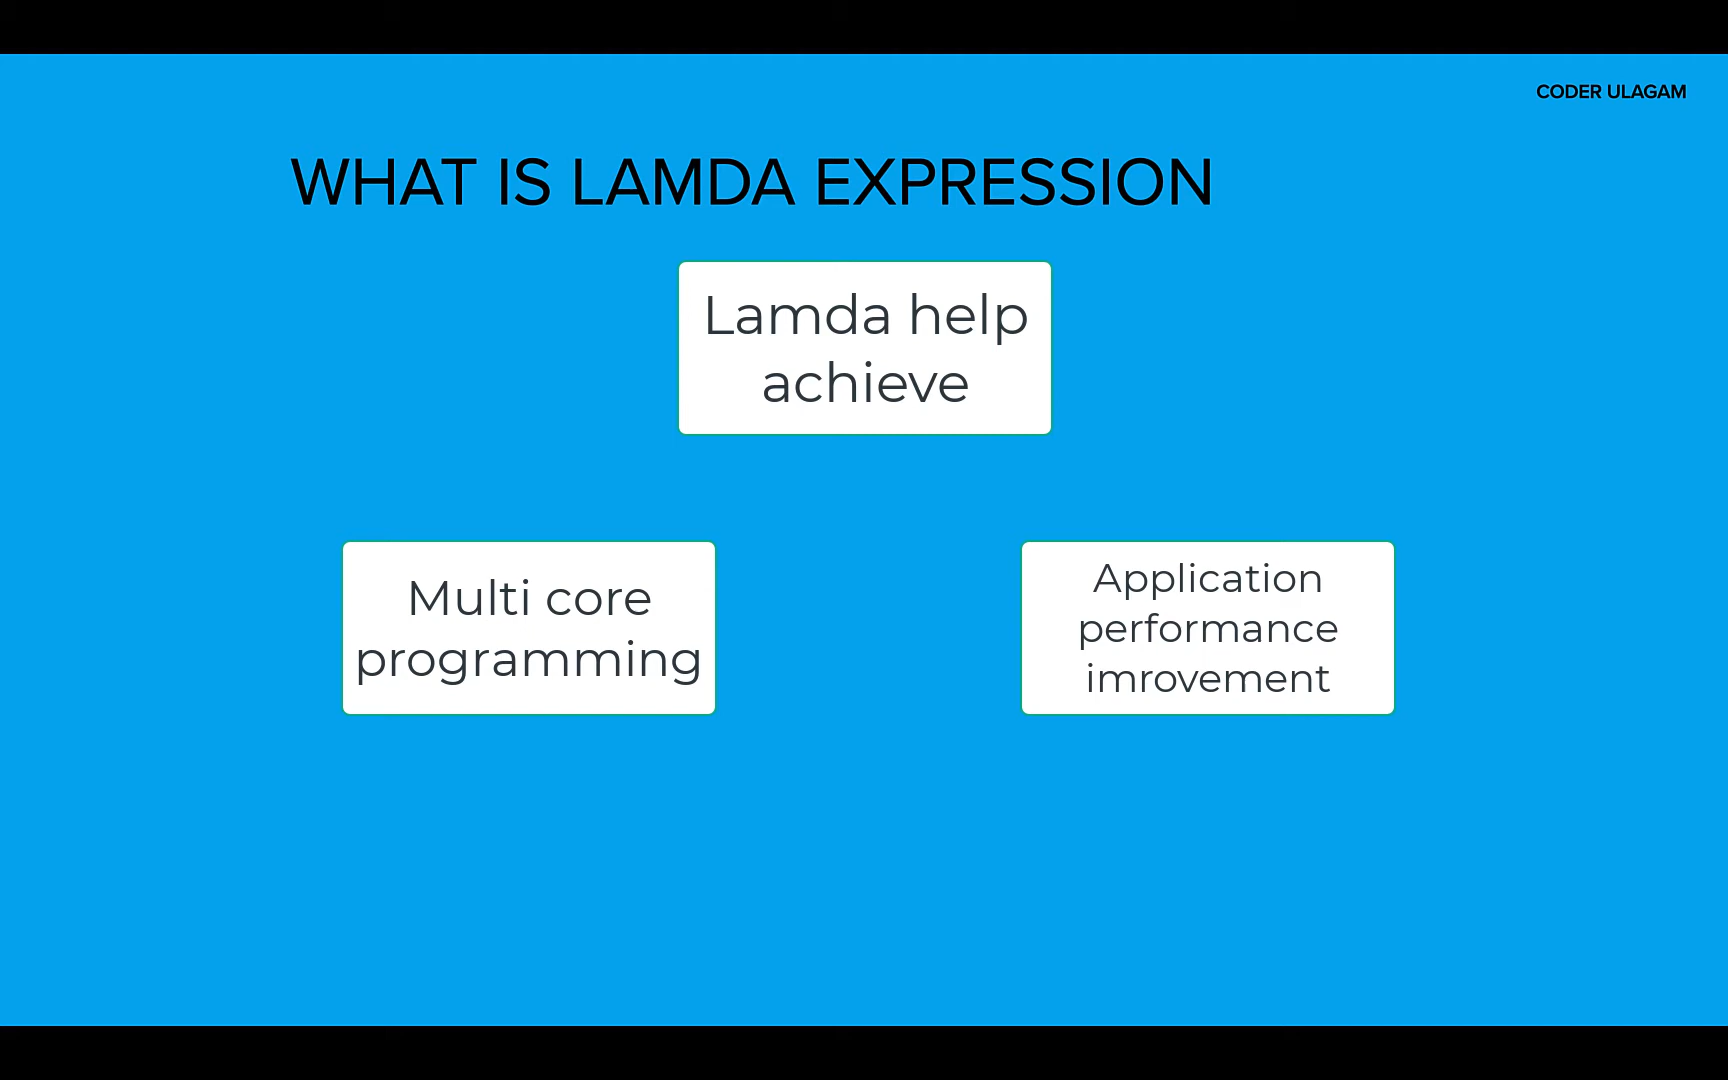 CODER ULAGAM
WHAT IS LAMDA EXPRESSION
Lamda help
achieve
Multi core
programming
Application
performance
imrovement